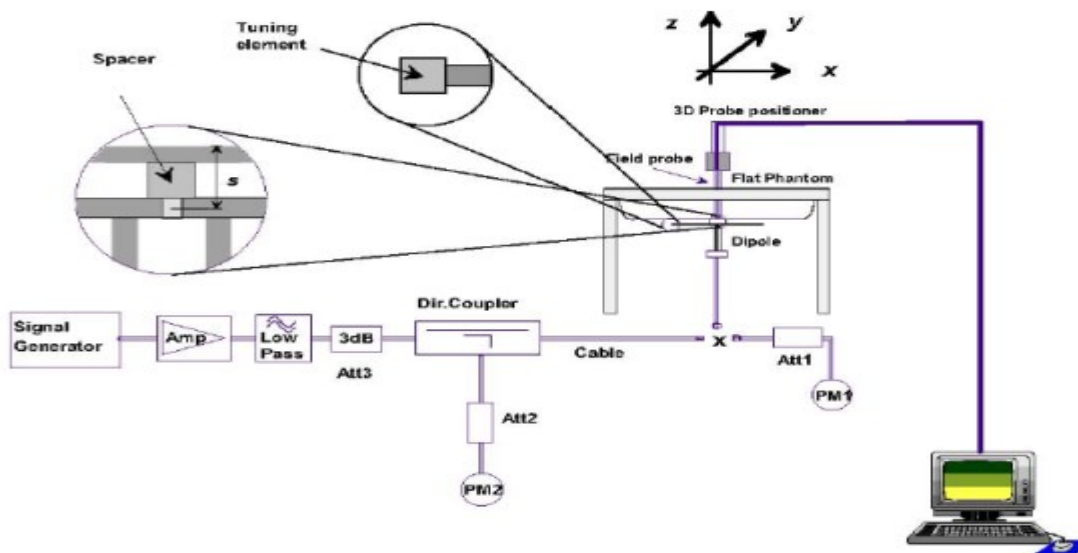 Tuning
element
Spacer
z
y
x
3D Probe positioner
Field probe
Flat Phantom
s
Dipole
Dir.Coupler
Signal
Generator
Amp
Low
Pass
3dB
Att3
Cable
x
Att1
PM1
Att2
PM2